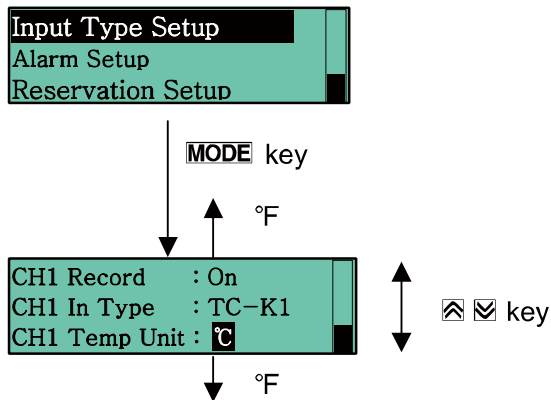 Input Type Setup
Alarm Setup
Reservation Setup
MODE key
°F
CH1 Record : On
CH1 In Type : TC-K1
CH1 Temp Unit : ℃
key
°F